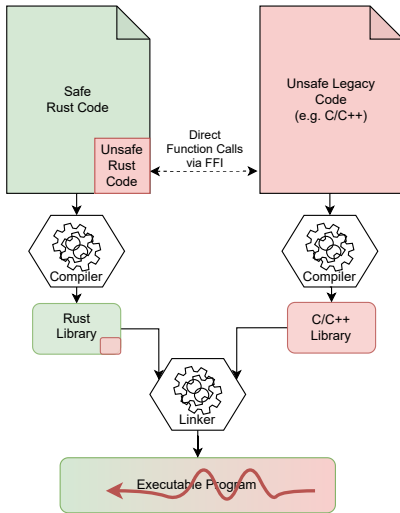 Safe
Rust Code
Unsafe
Rust
Code
Direct
Function Calls
via FFI
Unsafe Legacy
Code
(e.g. C/C++)
Compiler
Compiler
Rust
Library
C/C++
Library
Linker
Executable Program